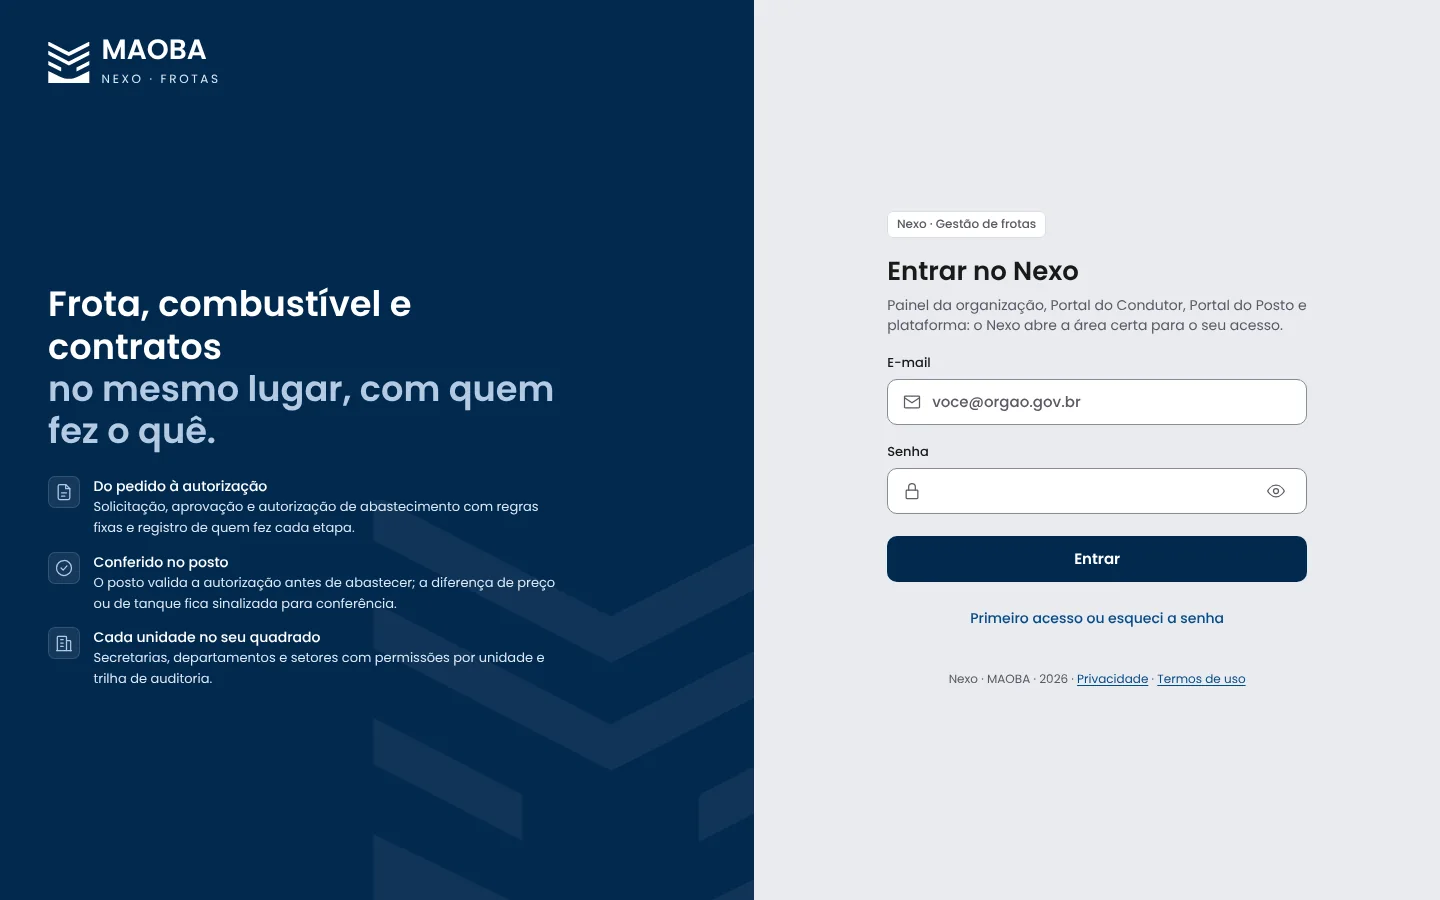 MAOBA
NEXO · FROTAS
Frota, combustível e
contratos
no mesmo lugar, com quem
fez o quê.
Do pedido à autorização
Solicitação, aprovação e autorização de abastecimento com regras
fixas e registro de quem fez cada etapa.
Conferido no posto
O posto valida a autorização antes de abastecer; a diferença de preço
ou de tanque fica sinalizada para conferência.
Cada unidade no seu quadrado
Secretarias, departamentos e setores com permissões por unidade e
trilha de auditoria.
Nexo · Gestão de frotas
Entrar no Nexo
Painel da organização, Portal do Condutor, Portal do Posto e
plataforma: o Nexo abre a área certa para o seu acesso.
E-mail
voce@orgao.gov.br
Senha
Entrar
Primeiro acesso ou esqueci a senha
Nexo · MAOBA · 2026 · Privacidade · Termos de uso